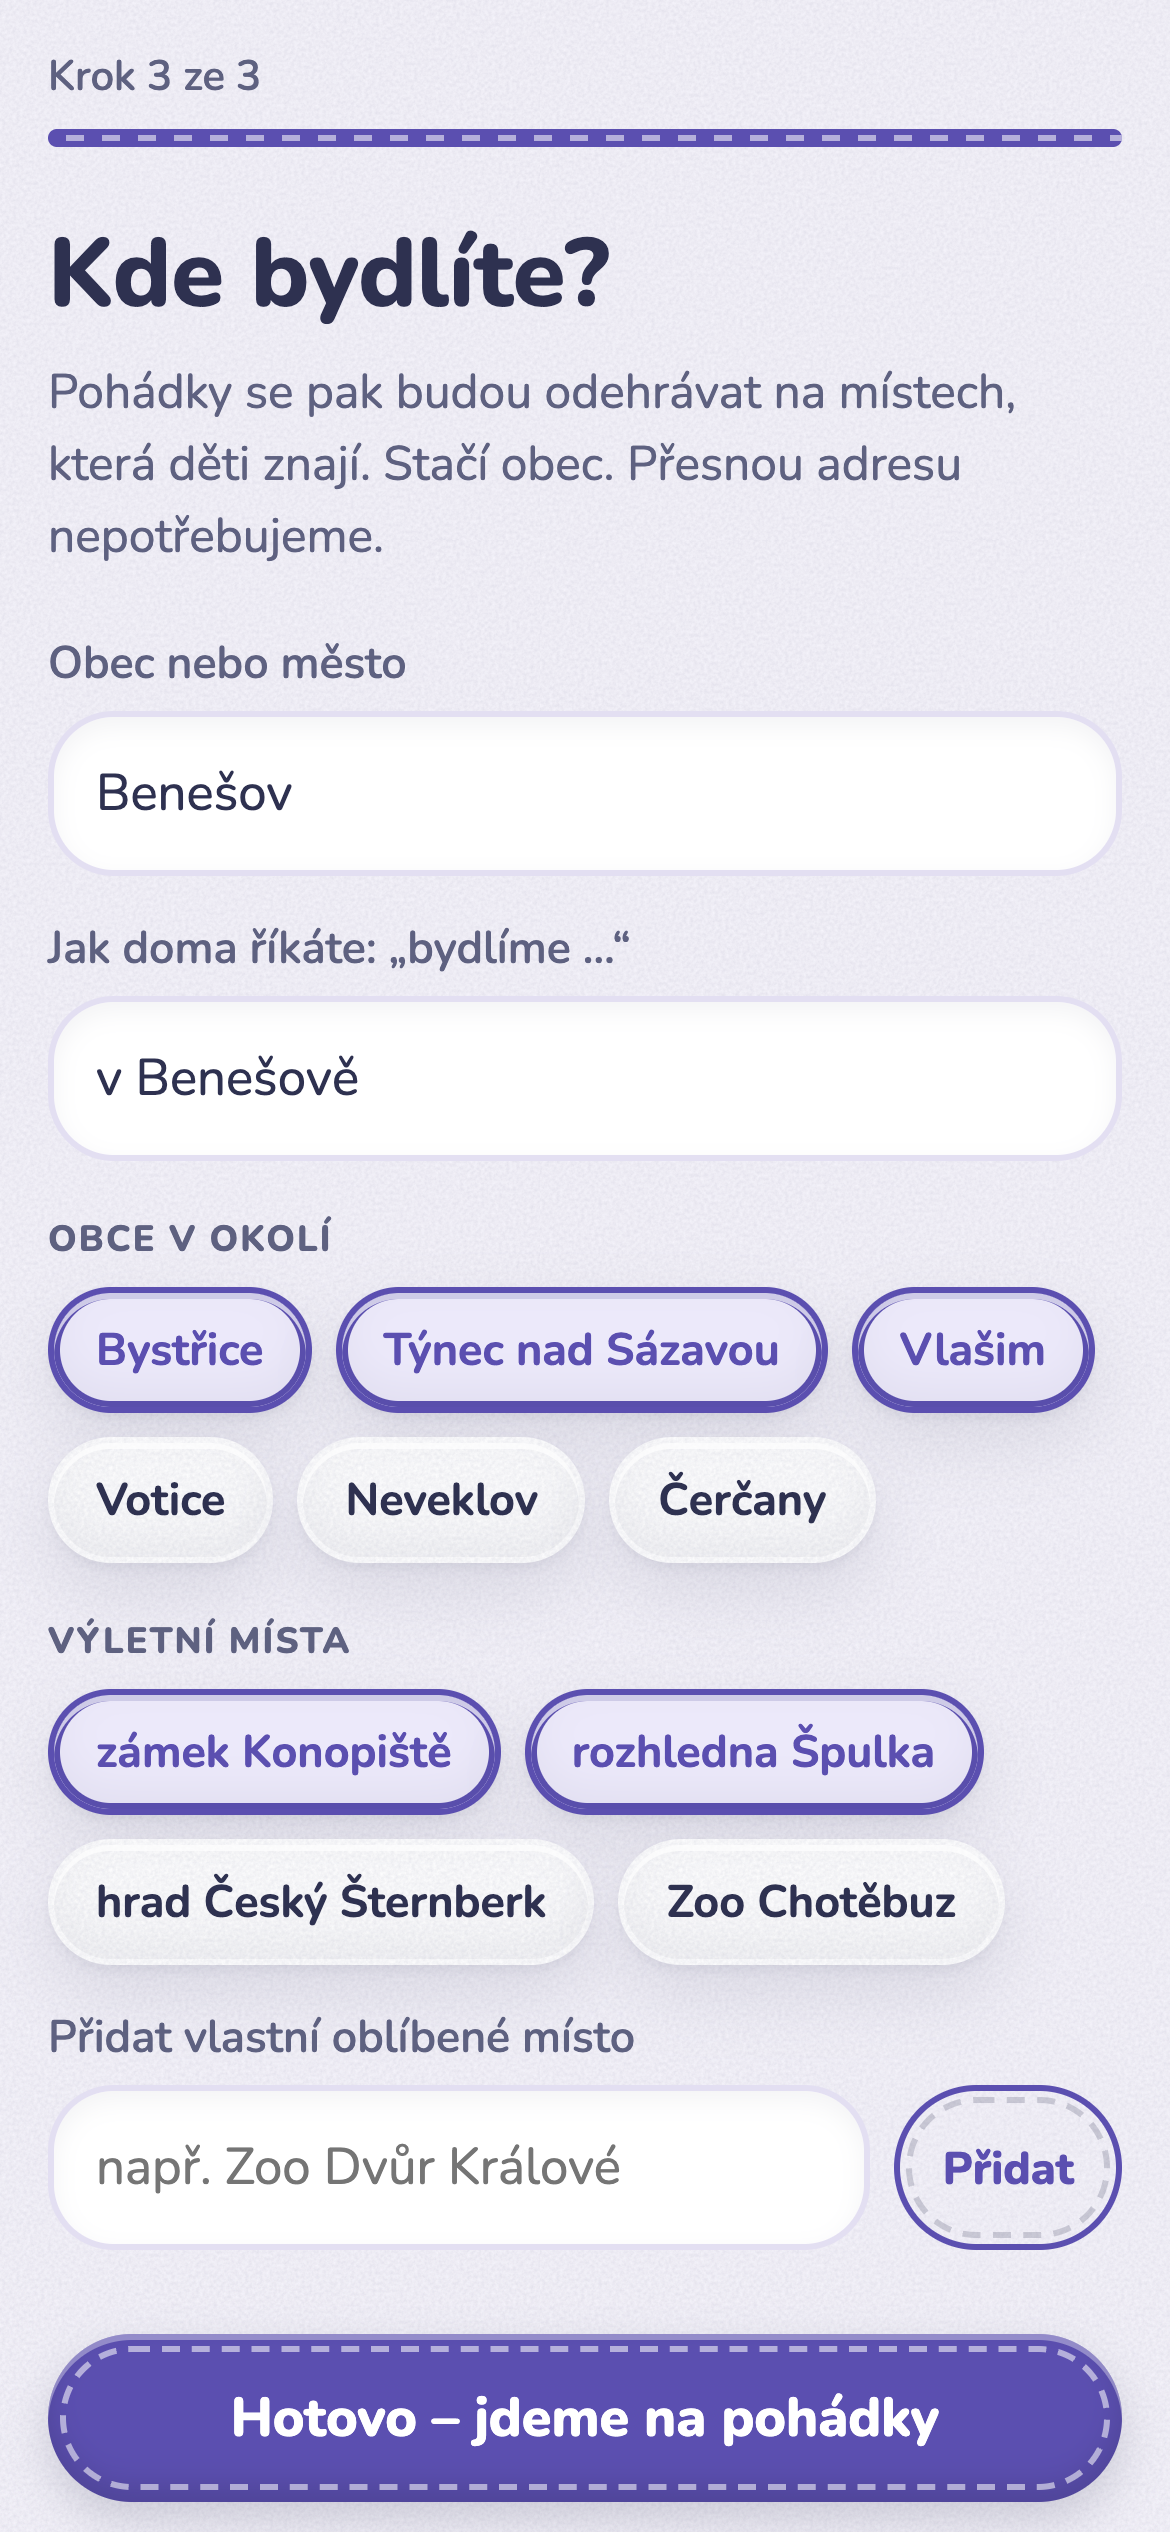 Krok 3 ze 3
Kde bydlíte?
Pohádky se pak budou odehrávat na místech,
která děti znají. Stačí obec. Přesnou adresu
nepotřebujeme.
Obec nebo město
Benešov
Jak doma říkáte: „bydlíme …“
v Benešově
OBCE V OKOLÍ
Bystřice Týnec nad Sázavou Vlašim
Votice Neveklov Čerčany
VÝLETNÍ MÍSTA
zámek Konopiště rozhledna Špulka
hrad Český Šternberk Zoo Chotěbuz
Přidat vlastní oblíbené místo
např. Zoo Dvůr Králové Přidat
Hotovo – jdeme na pohádky